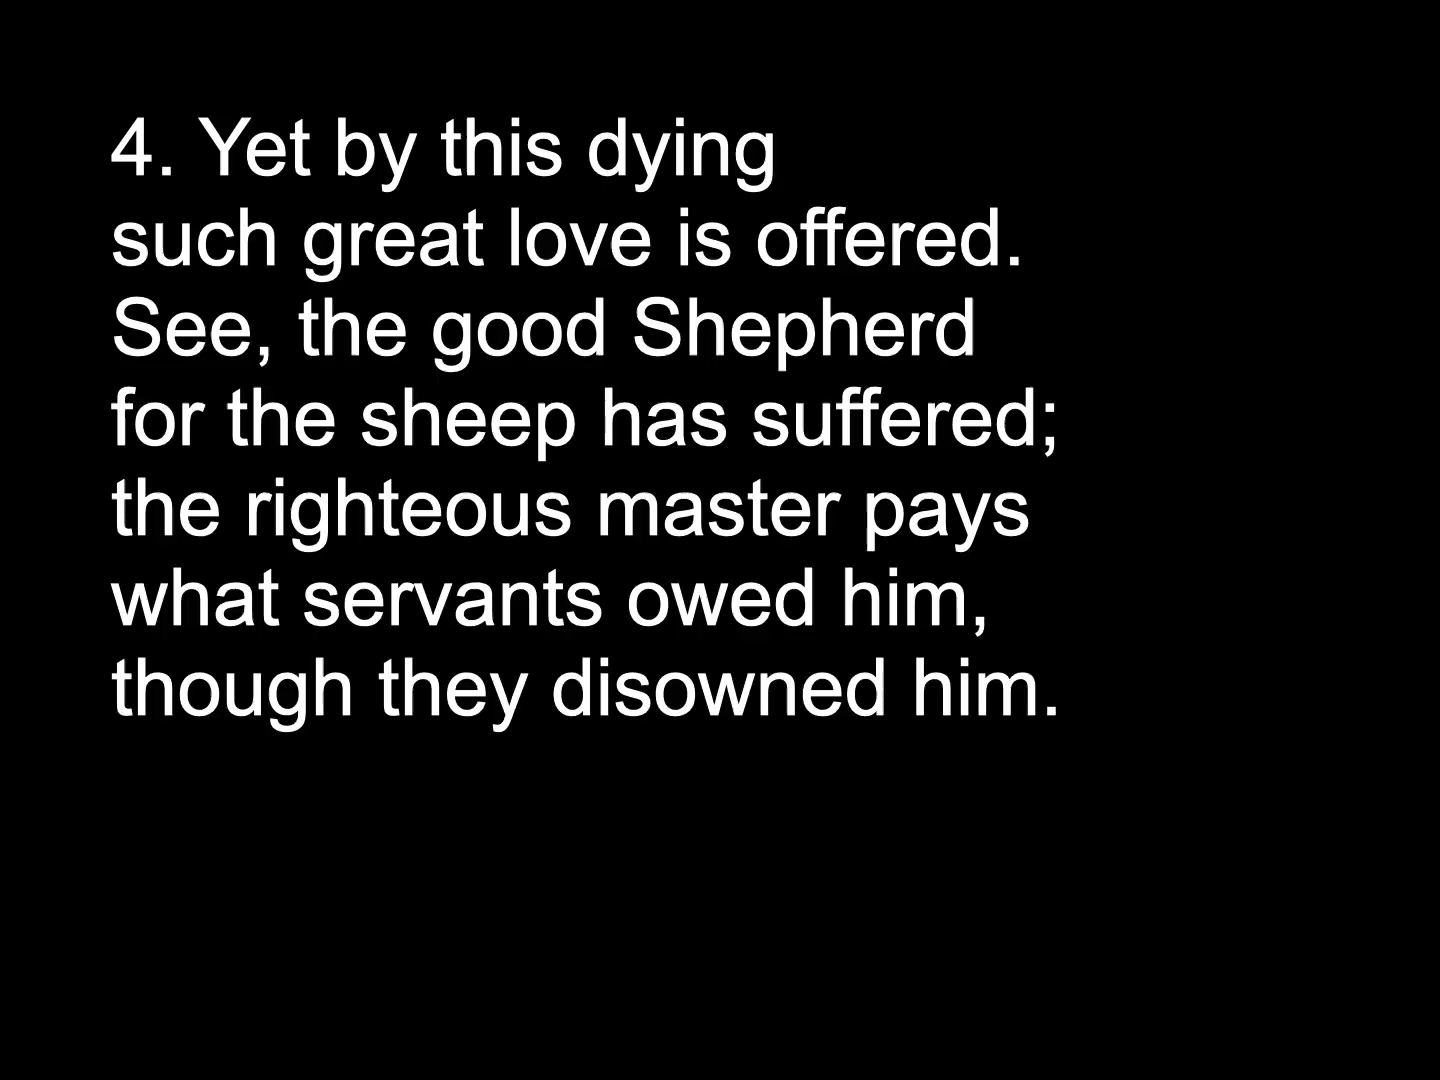 4. Yet by this dying
such great love is offered.
See, the good Shepherd
for the sheep has suffered;
the righteous master pays
what servants owed him,
though they disowned him.